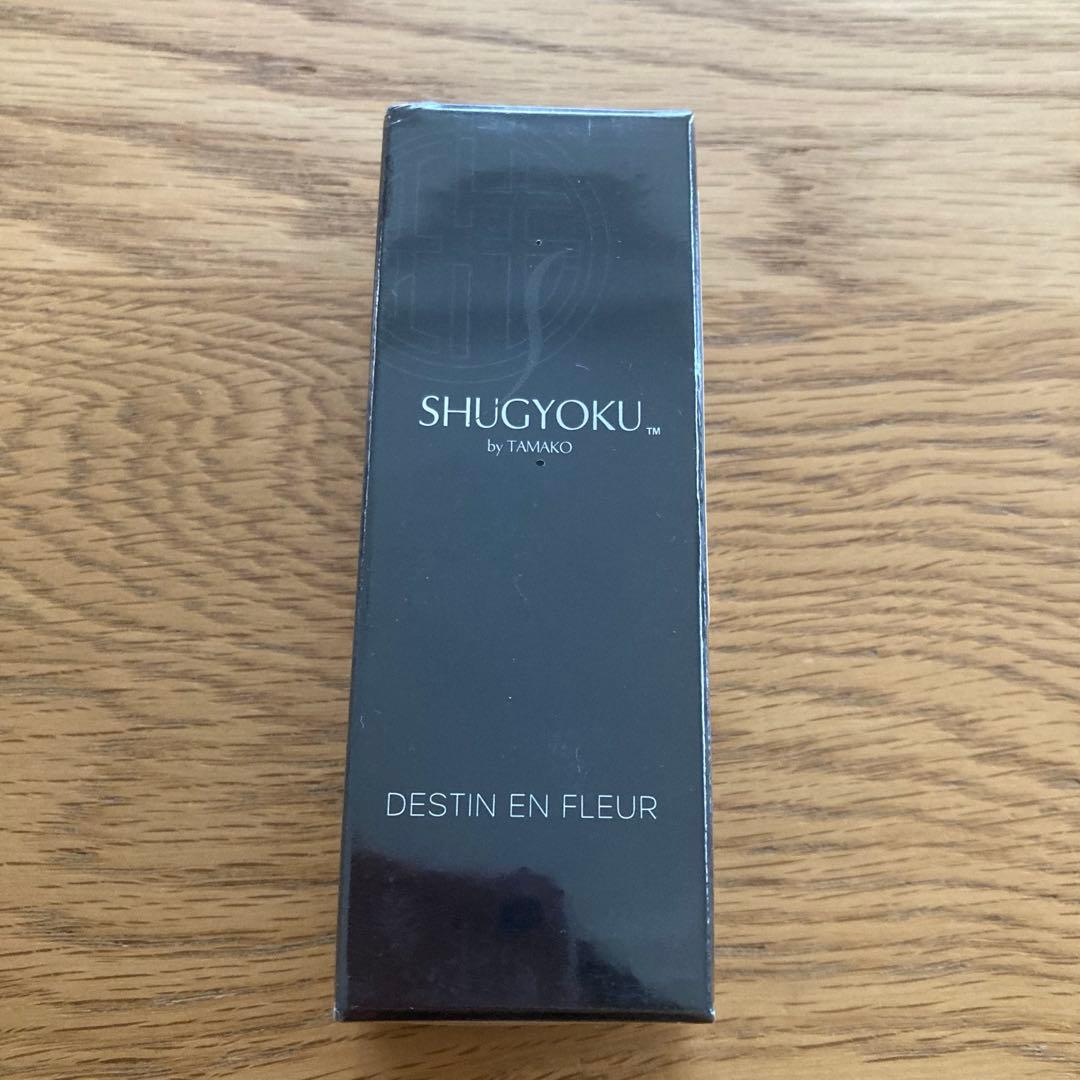 SHUGYOKU™
by TAMAKO
DESTIN EN FLEUR